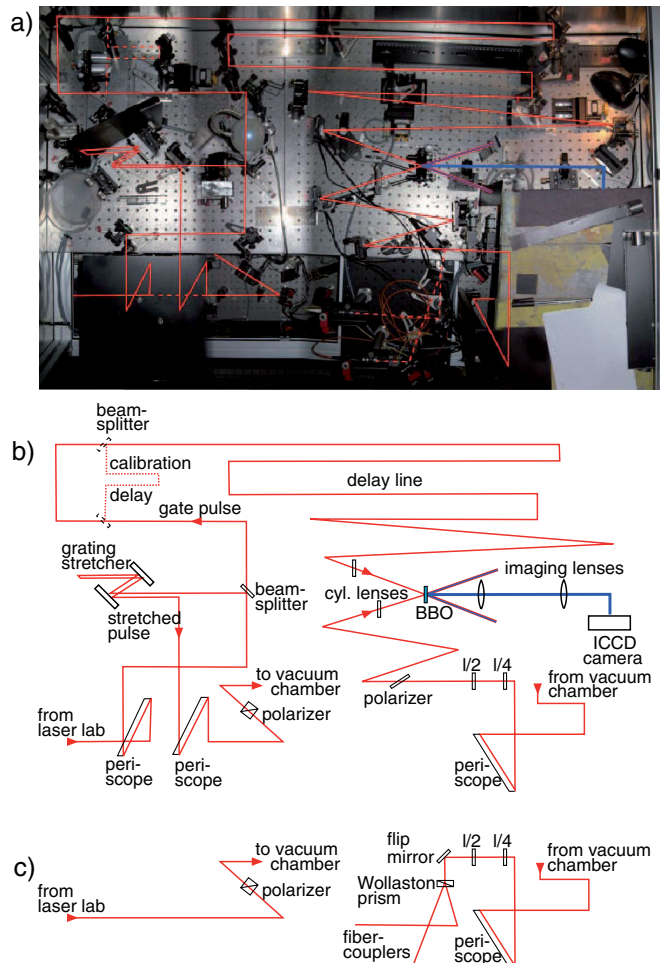 a)
b)
beam-
splitter
calibration
delay
gate pulse
delay line
grating
stretcher
stretched
pulse
beam-
splitter
cyl. lenses
BBO
imaging lenses
ICCD
camera
from vacuum
chamber
l/2 l/4
polarizer
to vacuum
chamber
polarizer
from
laser lab
peri-
scope
peri-
scope
peri-
scope
c)
from
laser lab
to vacuum
chamber
polarizer
flip
mirror
l/2 l/4
from vacuum
chamber
Wollaston
prism
fiber-
couplers
peri-
scope